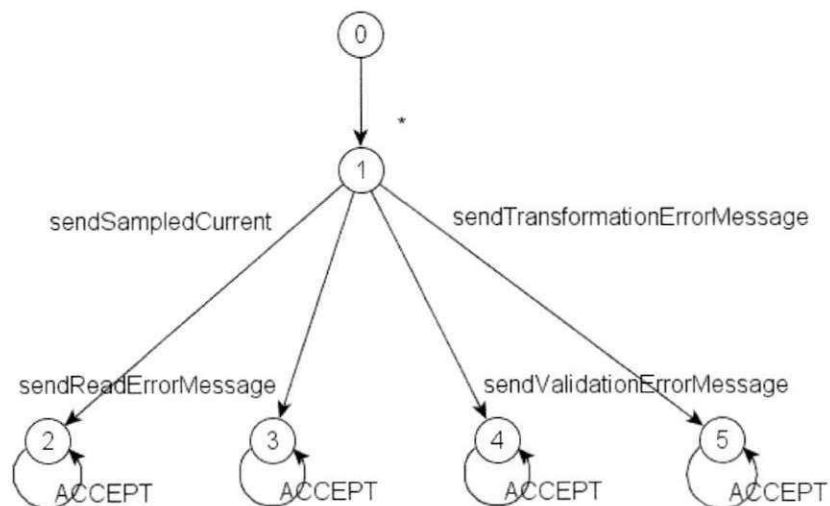 0
*
1
sendSampledCurrent
sendTransformationErrorMessage
sendReadErrorMessage
sendValidationErrorMessage
2
3
4
5
ACCEPT
ACCEPT
ACCEPT
ACCEPT